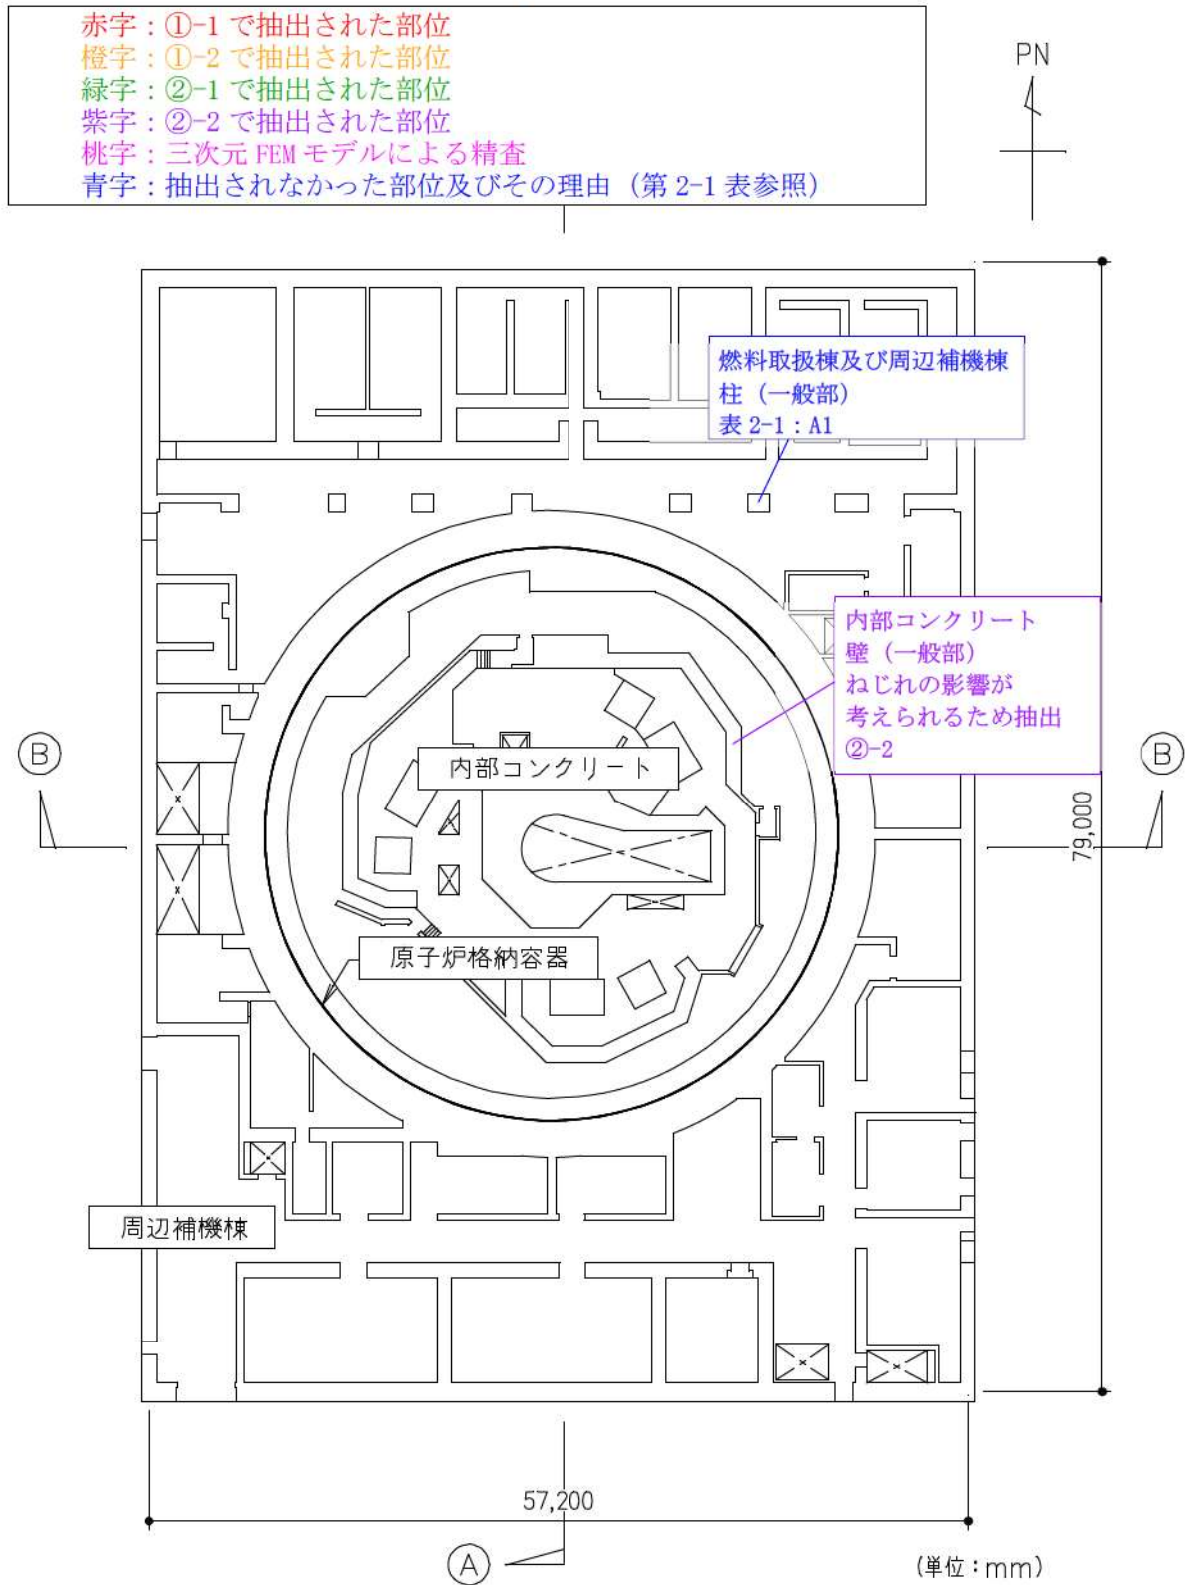 赤字：①-1 で抽出された部位
橙字：①-2 で抽出された部位
緑字：②-1 で抽出された部位
紫字：②-2 で抽出された部位
桃字：三次元 FEM モデルによる精査
青字：抽出されなかった部位及びその理由（第 2-1 表参照）
PN
燃料取扱棟及び周辺補機棟
柱（一般部）
表 2-1：A1
内部コンクリート
壁（一般部）
ねじれの影響が
考えられるため抽出
②-2
B
B
内部コンクリート
79,000
原子炉格納容器
周辺補機棟
57,200
A
(単位：mm)